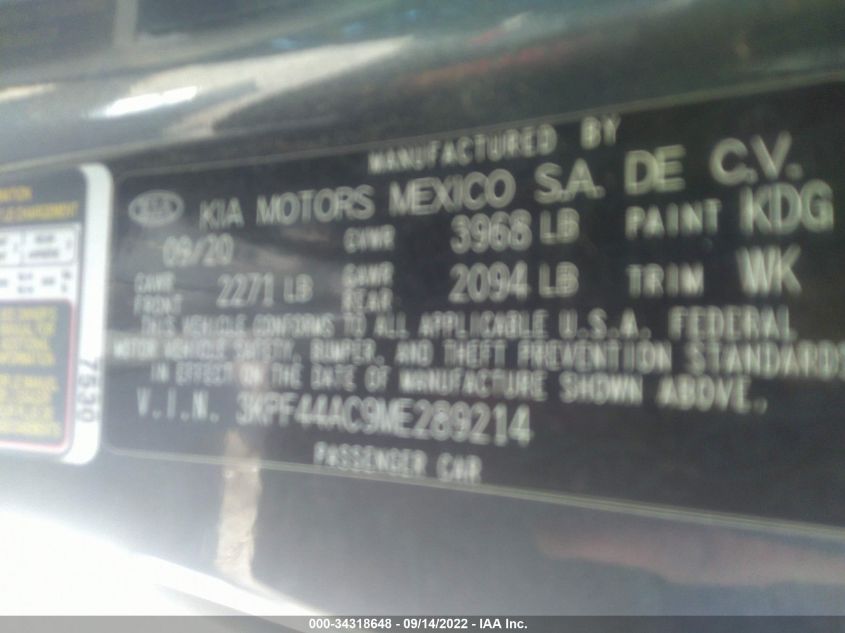 MANUFACTURED BY
KIA KIA MOTORS MEXICO S.A. DE C.V.
09/20 GVWR 3968 LB PAINT KDG
GAWR FRONT 2271 LB GAWR REAR 2094 LB TRIM WK
THIS VEHICLE CONFORMS TO ALL APPLICABLE U.S.A. FEDERAL
MOTOR VEHICLE SAFETY, BUMPER, AND THEFT PREVENTION STANDARDS
IN EFFECT ON THE DATE OF MANUFACTURE SHOWN ABOVE.
V.I.N. 3KPF44AC9ME289214
PASSENGER CAR
7530
000-34318648 - 09/14/2022 - IAA Inc.